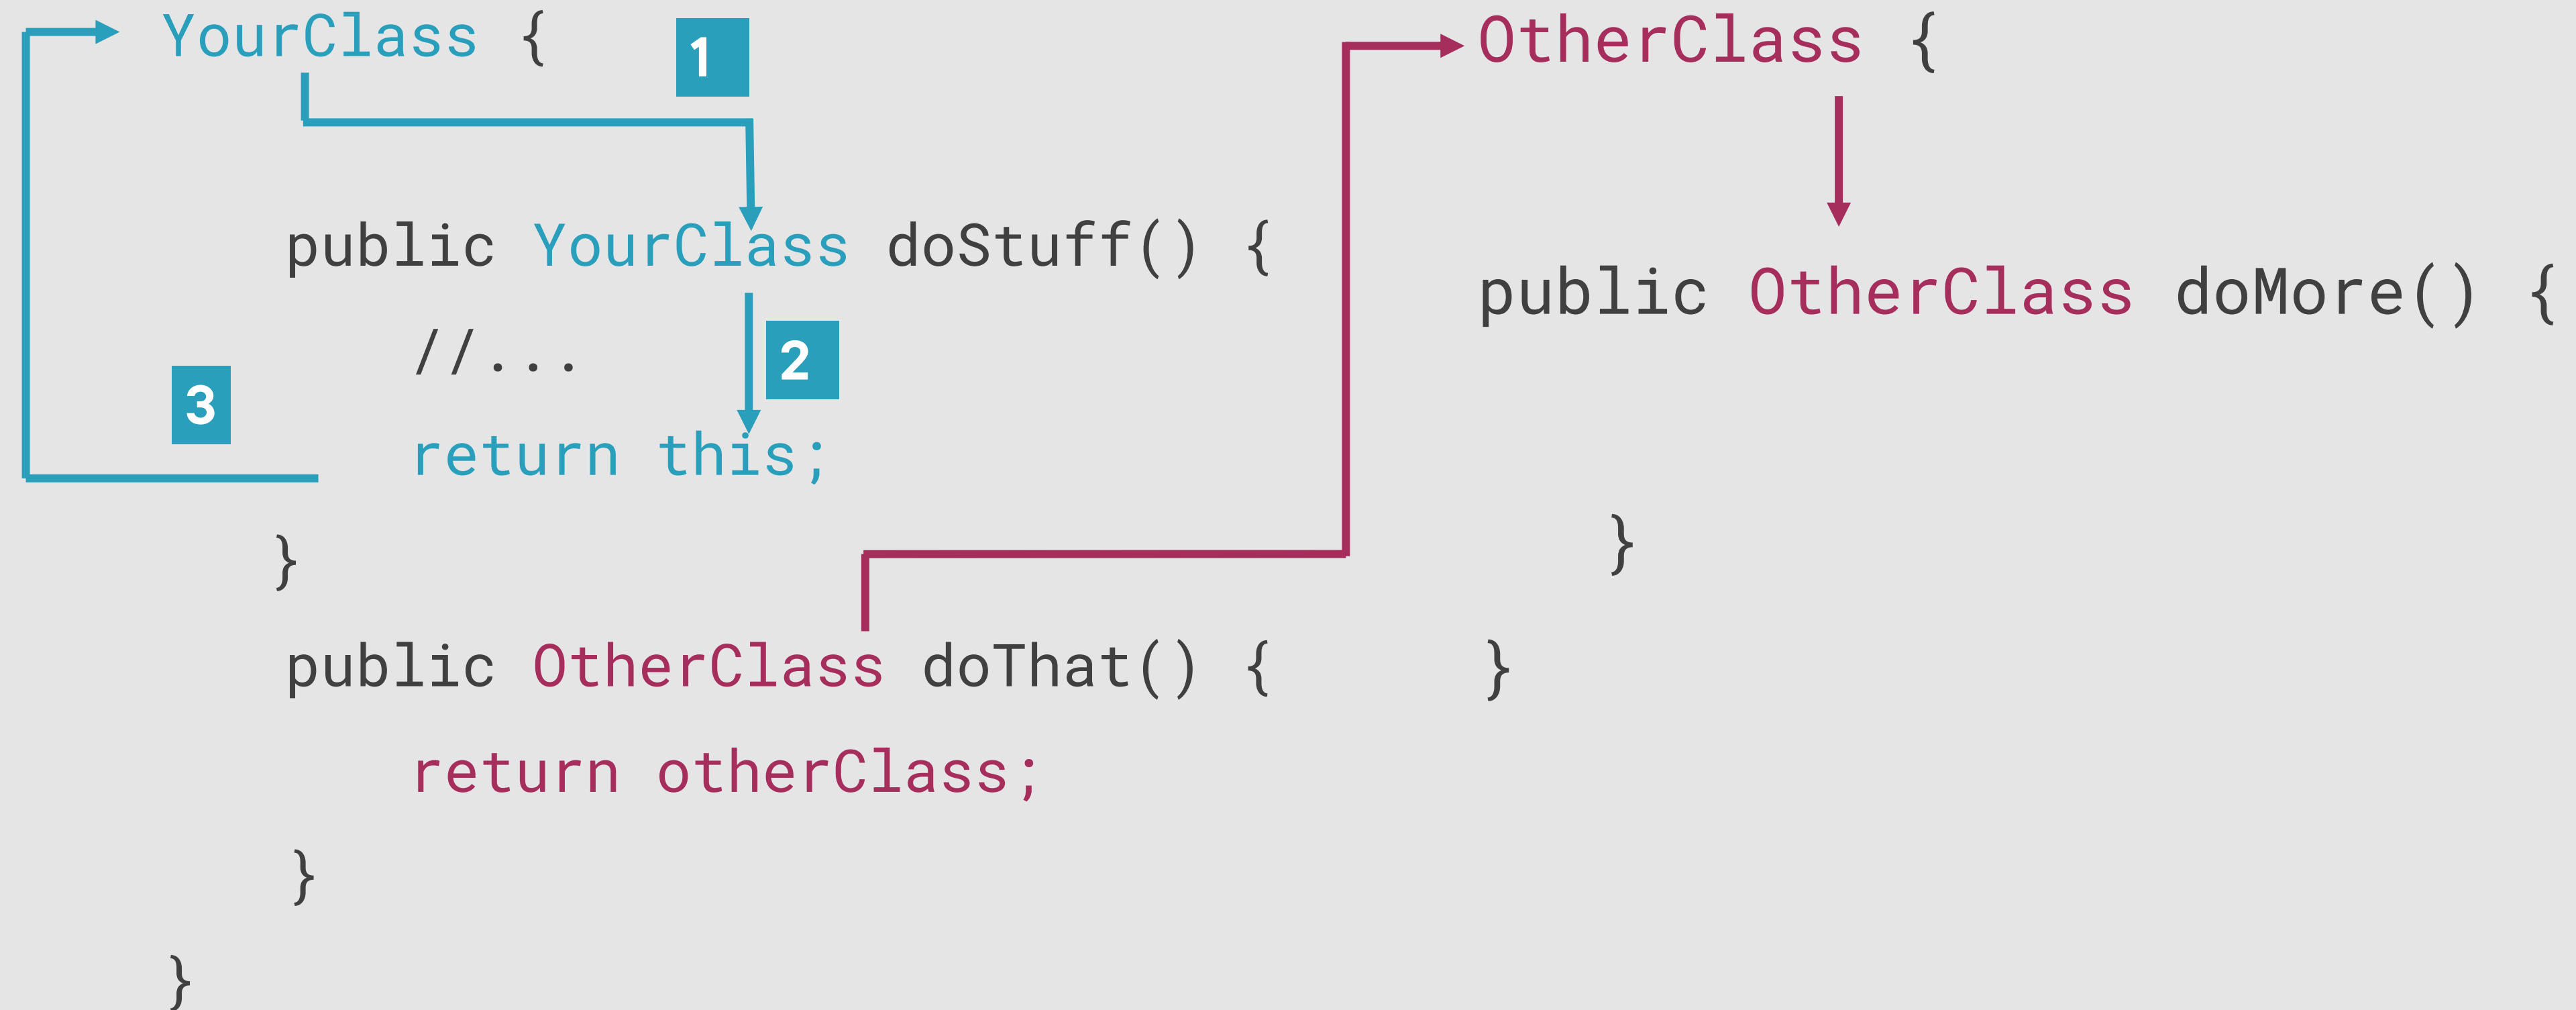 YourClass {
1
public YourClass doStuff() {
//...
2
3
return this;
}
public OtherClass doThat() {
return otherClass;
}
}
OtherClass {
public OtherClass doMore() {
}
}